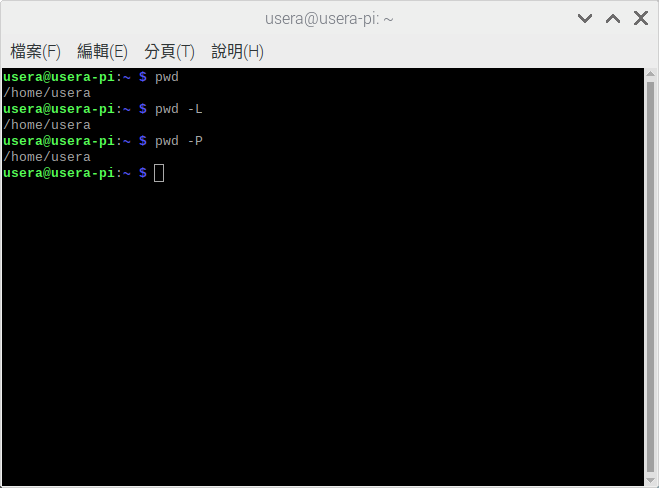 usera@usera-pi: ~
檔案(F) 編輯(E) 分頁(T) 說明(H)
usera@usera-pi:~ $ pwd
/home/usera
usera@usera-pi:~ $ pwd -L
/home/usera
usera@usera-pi:~ $ pwd -P
/home/usera
usera@usera-pi:~ $